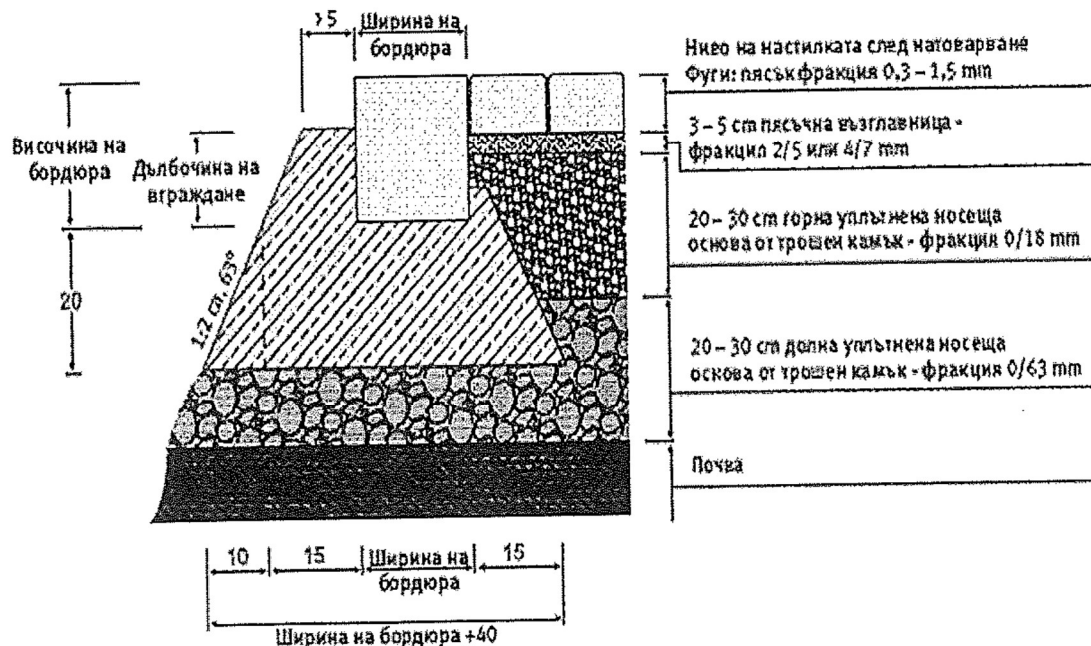 >5
Ширина на
бордюра
Ниво на настилката след натоварване
Фуги: пясък фракция 0,3 – 1,5 mm
3 – 5 cm пясъчна възглавница -
фракция 2/5 или 4/7 mm
Височина на
бордюра
Дълбочина на
вграждане
20 – 30 cm горна уплътнена носеща
основа от трошен камък - фракция 0/18 mm
1:2 сп. 63°
20
20 – 30 cm долна уплътнена носеща
основа от трошен камък - фракция 0/63 mm
Почва
10
15
Ширина на
бордюра
15
Ширина на бордюра +40